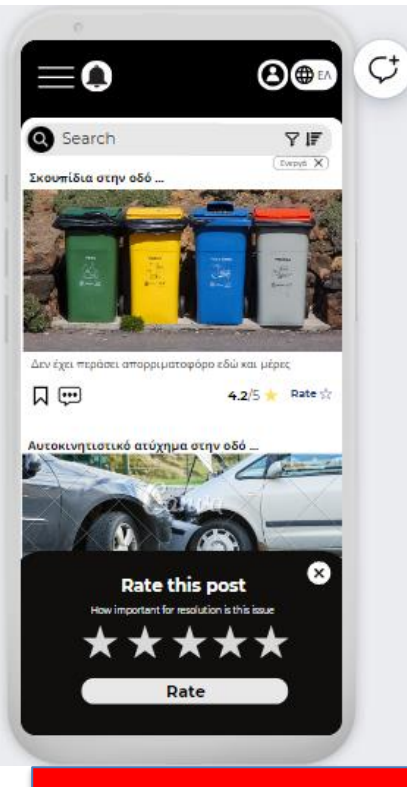 ΕΛ
Search
Ενεργά X
Σκουπίδια στην οδό ...
Δεν έχει περάσει απορριματοφόρο εδώ και μέρες
4.2/5 Rate
Αυτοκινητιστικό ατύχημα στην οδό ...
Canva
Rate this post
How important for resolution is this issue
Rate